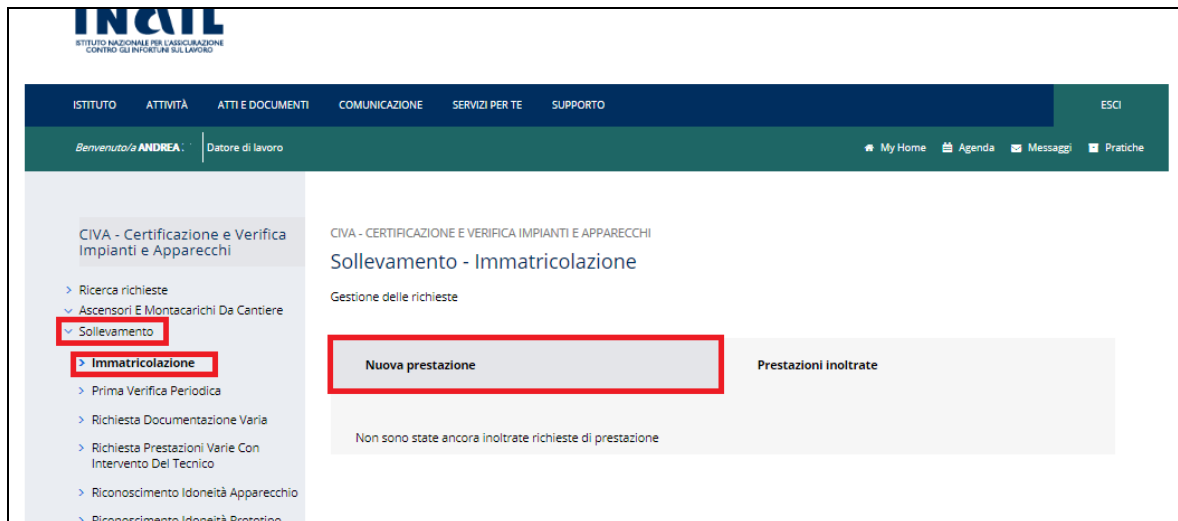 INAIL
ISTITUTO NAZIONALE PER L'ASSICURAZIONE
CONTRO GLI INFORTUNI SUL LAVORO
ISTITUTO ATTIVITÀ ATTI E DOCUMENTI COMUNICAZIONE SERVIZI PER TE SUPPORTO ESCI
Benvenuto/a ANDREA Datore di lavoro My Home Agenda Messaggi Pratiche
CIVA - Certificazione e Verifica
Impianti e Apparecchi
Ricerca richieste
Ascensori E Montacarichi Da Cantiere
Sollevamento
Immatricolazione
Prima Verifica Periodica
Richiesta Documentazione Varia
Richiesta Prestazioni Varie Con
Intervento Del Tecnico
Riconoscimento Idoneità Apparecchio
Riconoscimento Idoneità Prototipo
CIVA - CERTIFICAZIONE E VERIFICA IMPIANTI E APPARECCHI
Sollevamento - Immatricolazione
Gestione delle richieste
Nuova prestazione Prestazioni inoltrate
Non sono state ancora inoltrate richieste di prestazione